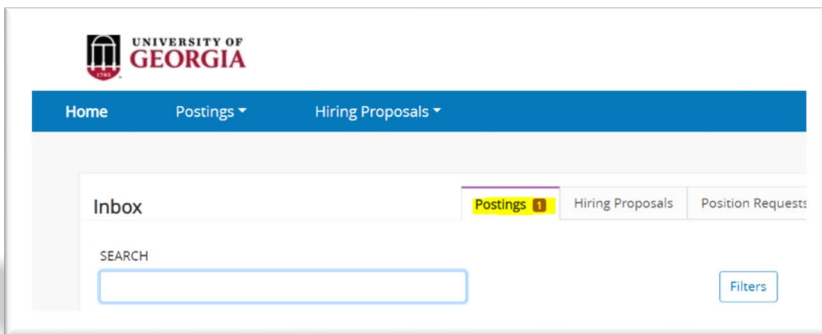 UNIVERSITY OF
GEORGIA
1785
Home Postings Hiring Proposals
Inbox
Postings 1 Hiring Proposals Position Requests
SEARCH
Filters